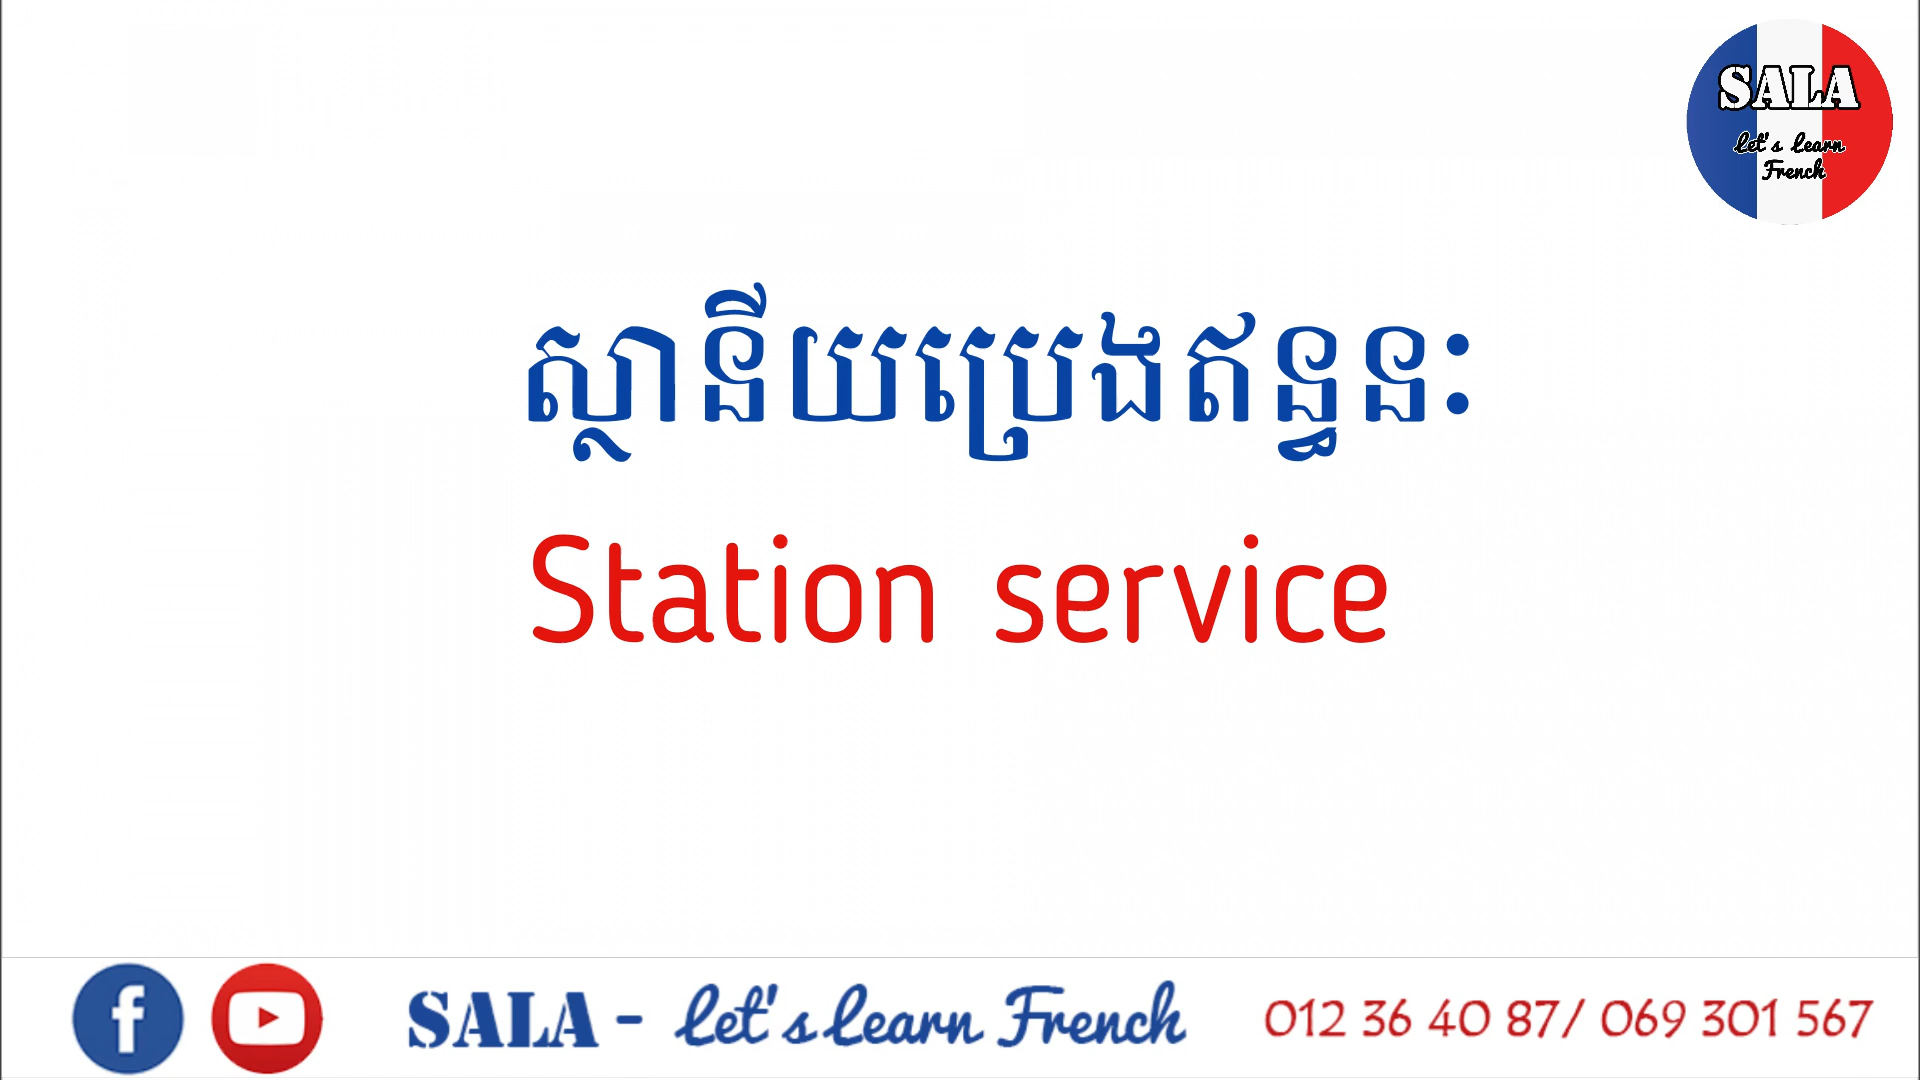 SALA
Let's Learn
French
ស្ថានីយប្រេងឥន្ធនះ
Station service
SALA - Let's Learn French 012 36 40 87/ 069 301 567